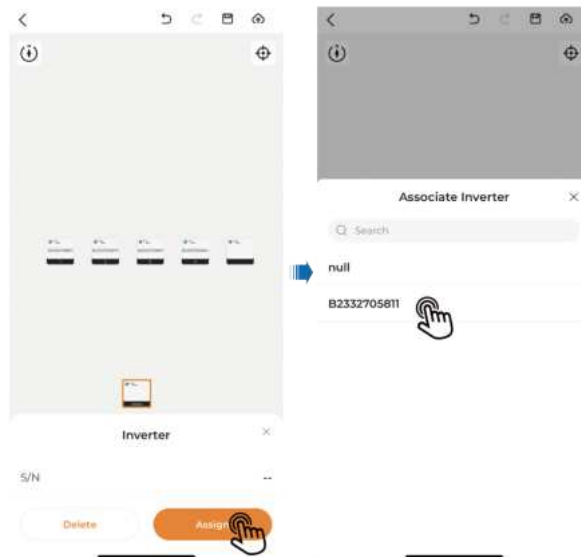 Inverter
S/N
--
Delete
Assign
Associate Inverter
Search
null
B2332705811